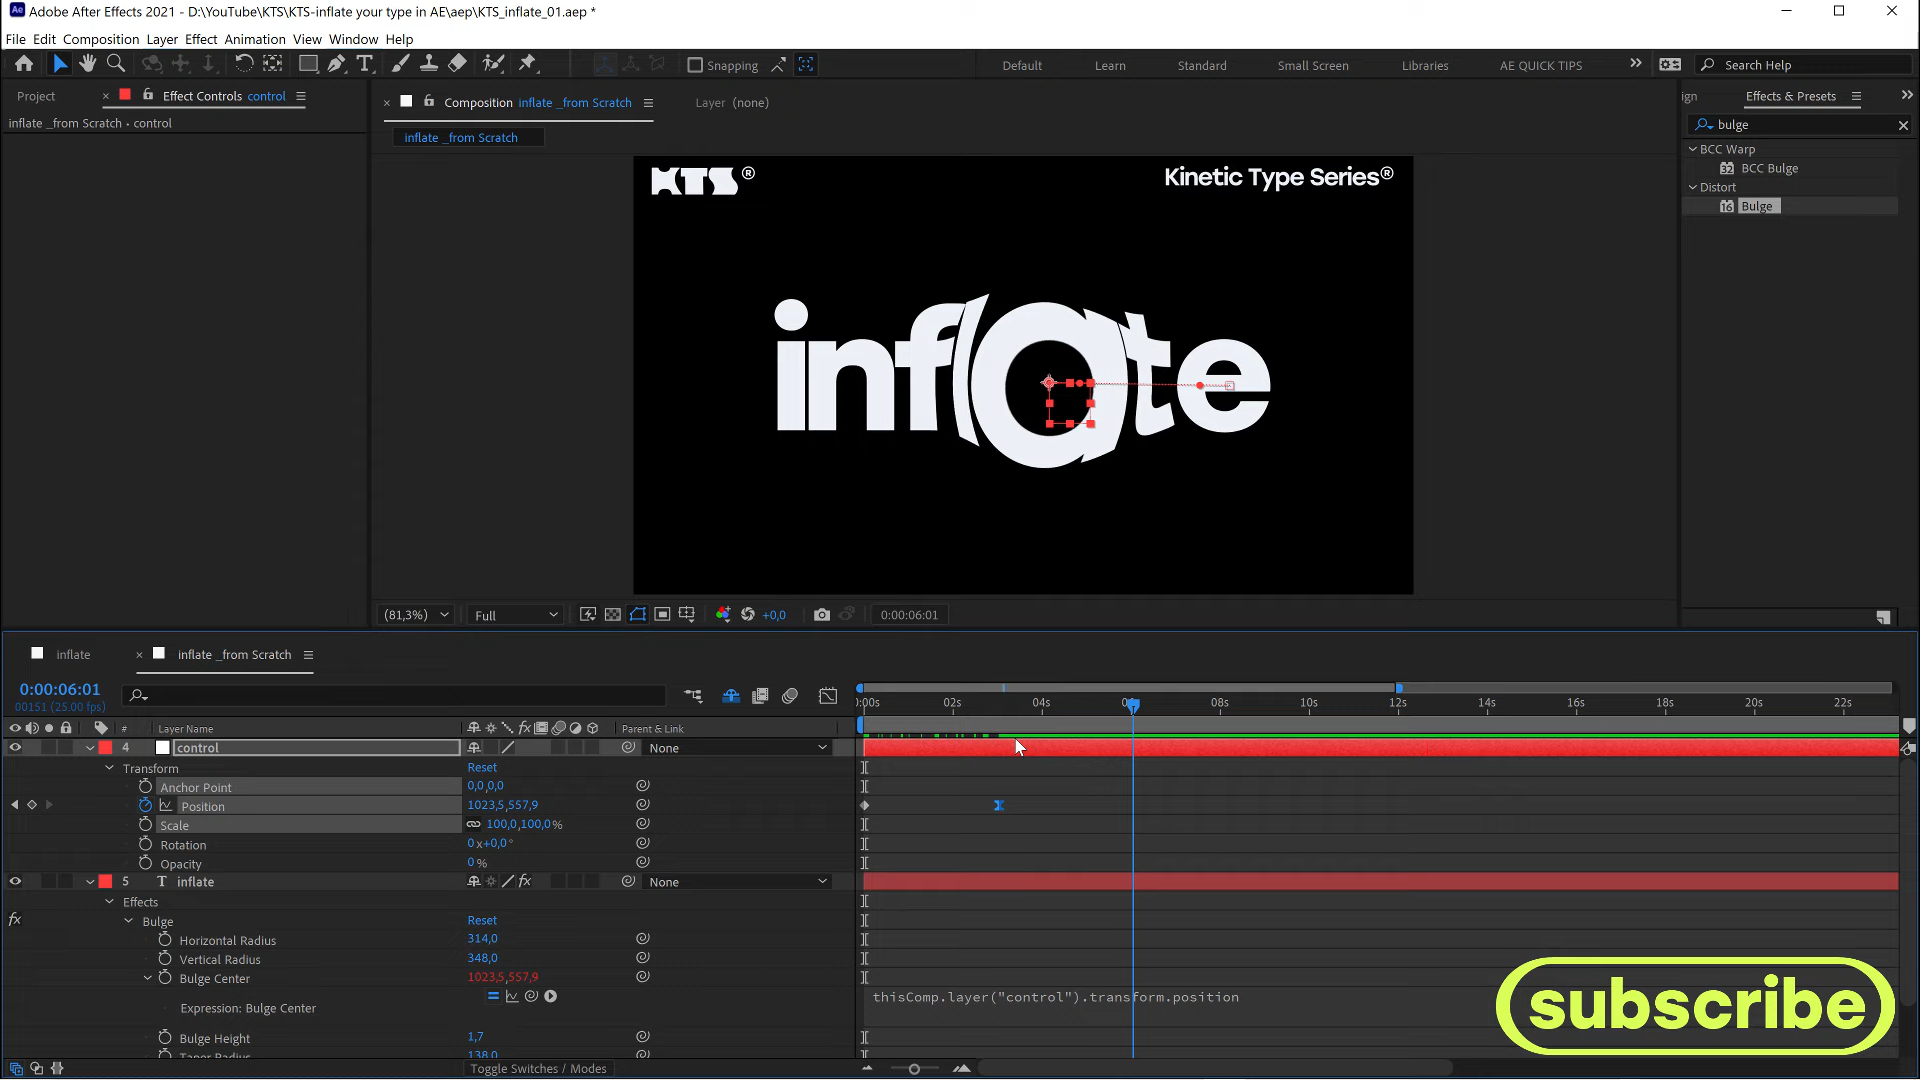 Adobe After Effects 2021 - D:\YouTube\KTS\KTS-inflate your type in AE\aep\KTS_inflate_01.aep *
File Edit Composition Layer Effect Animation View Window Help
Snapping
Default Learn Standard Small Screen Libraries AE QUICK TIPS
Search Help
Project
Effect Controls control
inflate _from Scratch • control
Composition inflate _from Scratch
Layer (none)
inflate _from Scratch
Effects & Presets
bulge
BCC Warp
32 BCC Bulge
Distort
16 Bulge
KTS®
Kinetic Type Series®
inflate
(81,3%) Full +0,0 0:00:06:01
inflate
inflate _from Scratch
0:00:06:01
00151 (25.00 fps)
02s 04s 08s 10s 12s 14s 16s 18s 20s 22s
# Layer Name fx Parent & Link
4 control None
Transform Reset
Anchor Point 0,0,0,0
Position 1023,5,557,9
Scale 100,0,100,0%
Rotation 0x+0,0°
Opacity 0%
5 T inflate fx None
Effects
fx Bulge Reset
Horizontal Radius 314,0
Vertical Radius 348,0
Bulge Center 1023,5,557,9
Expression: Bulge Center
thisComp.layer("control").transform.position
Bulge Height 1,7
Taper Radius 138,0
Toggle Switches / Modes
subscribe